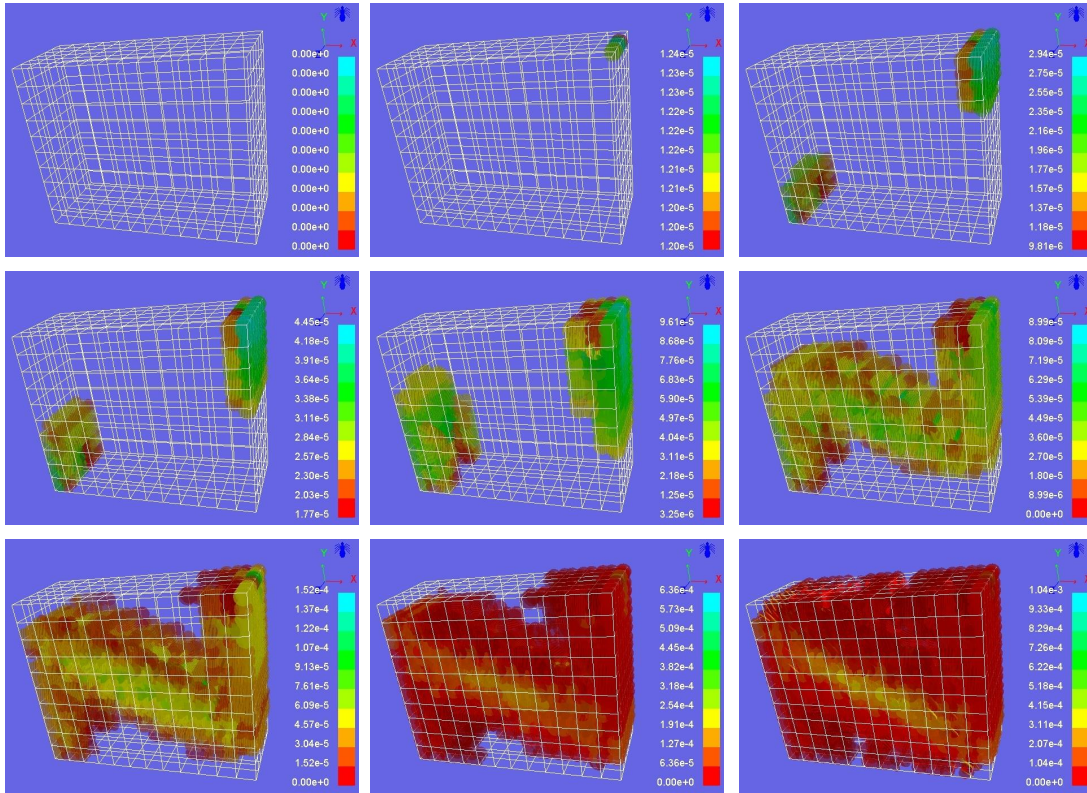 Y
X
0.00e+0
0.00e+0
0.00e+0
0.00e+0
0.00e+0
0.00e+0
0.00e+0
0.00e+0
0.00e+0
0.00e+0
0.00e+0
Y
X
1.24e-5
1.23e-5
1.23e-5
1.22e-5
1.22e-5
1.22e-5
1.21e-5
1.21e-5
1.20e-5
1.20e-5
1.20e-5
Y
X
2.94e-5
2.75e-5
2.55e-5
2.35e-5
2.16e-5
1.96e-5
1.77e-5
1.57e-5
1.37e-5
1.18e-5
9.81e-6
Y
X
4.45e-5
4.18e-5
3.91e-5
3.64e-5
3.38e-5
3.11e-5
2.84e-5
2.57e-5
2.30e-5
2.03e-5
1.77e-5
Y
X
9.61e-5
8.68e-5
7.76e-5
6.83e-5
5.90e-5
4.97e-5
4.04e-5
3.11e-5
2.18e-5
1.25e-5
3.25e-6
Y
X
8.99e-5
8.09e-5
7.19e-5
6.29e-5
5.39e-5
4.49e-5
3.60e-5
2.70e-5
1.80e-5
8.99e-6
0.00e+0
Y
X
1.52e-4
1.37e-4
1.22e-4
1.07e-4
9.13e-5
7.61e-5
6.09e-5
4.57e-5
3.04e-5
1.52e-5
0.00e+0
Y
X
6.36e-4
5.73e-4
5.09e-4
4.45e-4
3.82e-4
3.18e-4
2.54e-4
1.91e-4
1.27e-4
6.36e-5
0.00e+0
Y
X
1.04e-3
9.33e-4
8.29e-4
7.26e-4
6.22e-4
5.18e-4
4.15e-4
3.11e-4
2.07e-4
1.04e-4
0.00e+0